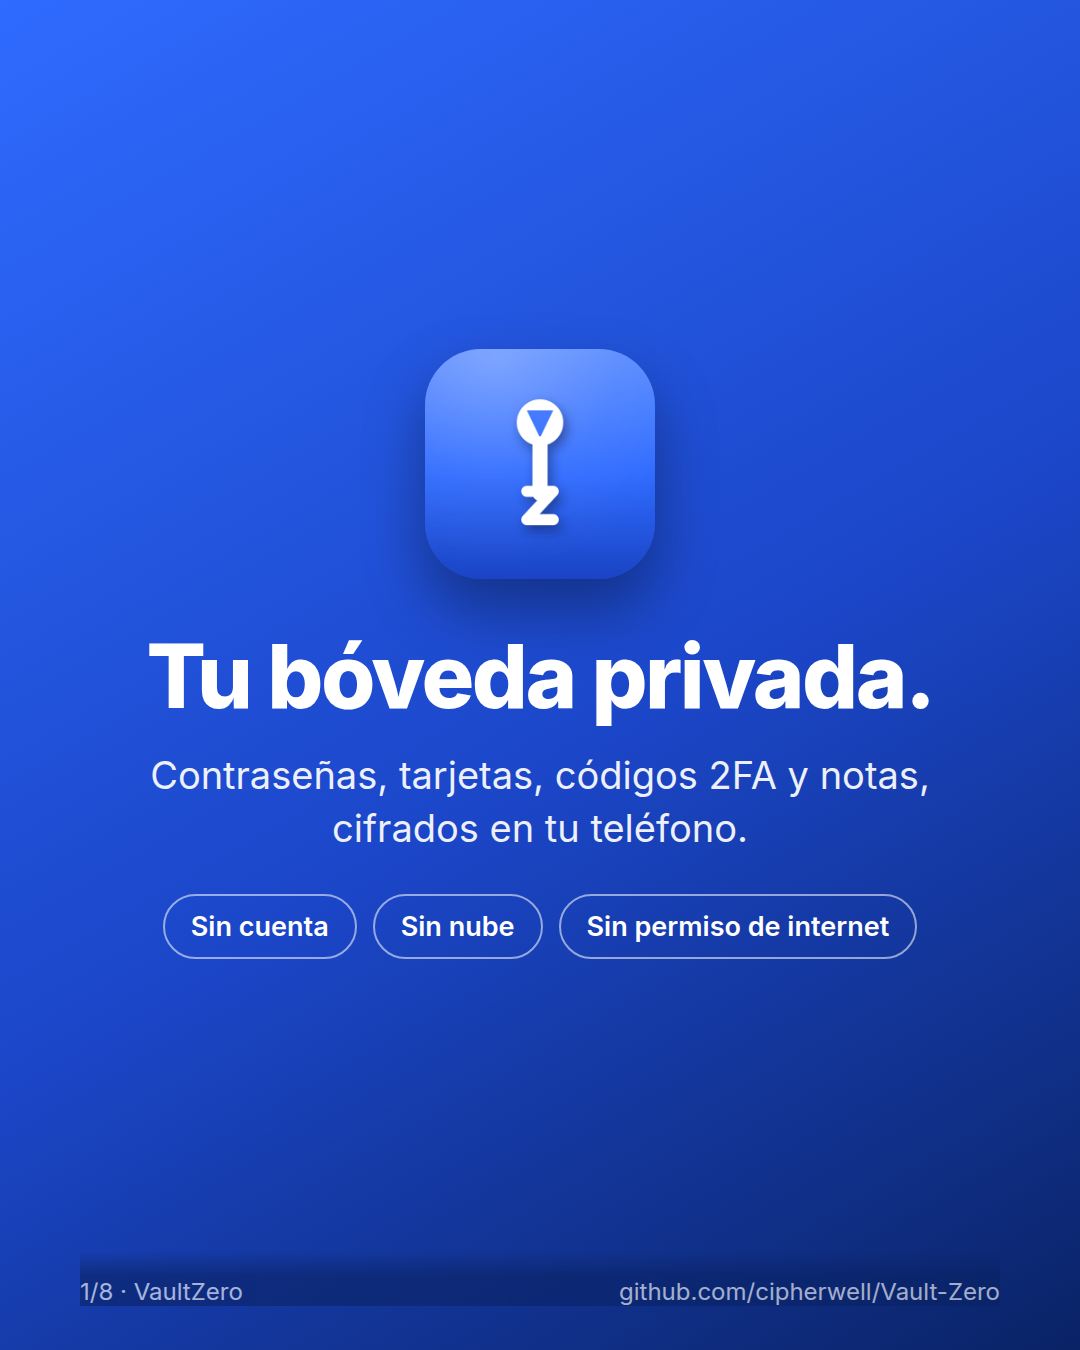 Tu bóveda privada.
Contraseñas, tarjetas, códigos 2FA y notas,
cifrados en tu teléfono.
Sin cuenta Sin nube Sin permiso de internet
1/8 · VaultZero github.com/cipherwell/Vault-Zero